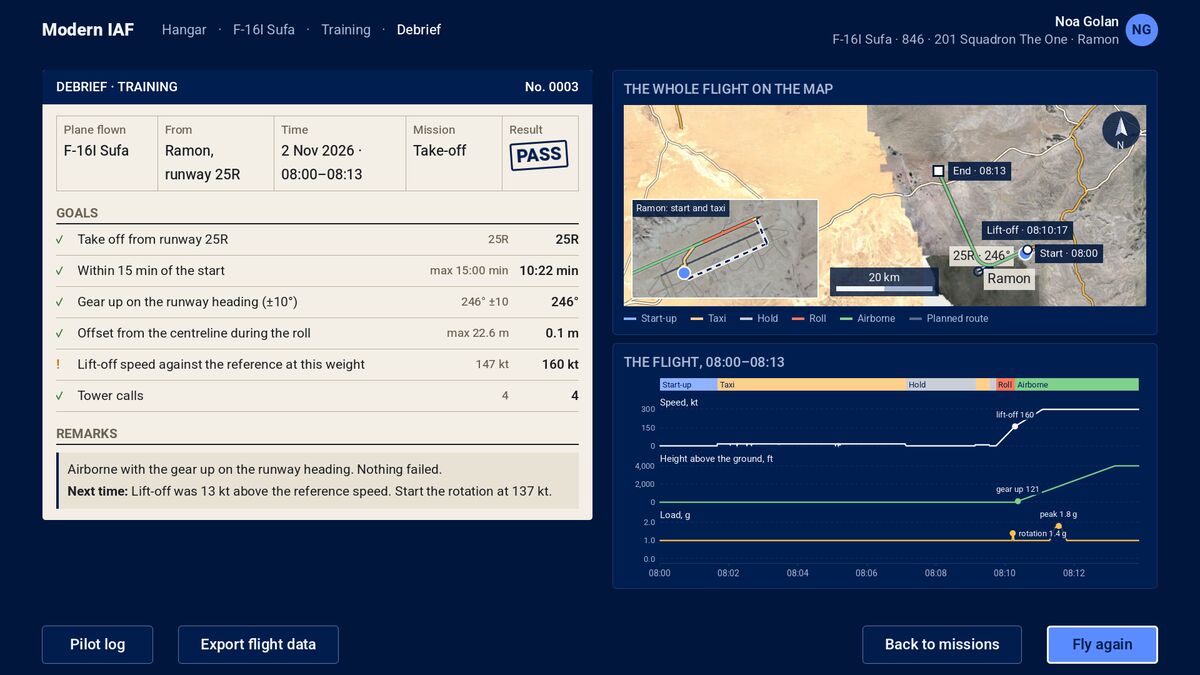 Modern IAF
Hangar · F-16I Sufa · Training · Debrief
Noa Golan
F-16I Sufa · 846 · 201 Squadron The One · Ramon
NG
DEBRIEF · TRAINING
No. 0003
Plane flown
F-16I Sufa
From
Ramon,
runway 25R
Time
2 Nov 2026 ·
08:00–08:13
Mission
Take-off
Result
PASS
GOALS
✓ Take off from runway 25R 25R 25R
✓ Within 15 min of the start max 15:00 min 10:22 min
✓ Gear up on the runway heading (±10°) 246° ±10 246°
✓ Offset from the centreline during the roll max 22.6 m 0.1 m
! Lift-off speed against the reference at this weight 147 kt 160 kt
✓ Tower calls 4 4
REMARKS
Airborne with the gear up on the runway heading. Nothing failed.
Next time: Lift-off was 13 kt above the reference speed. Start the rotation at 137 kt.
THE WHOLE FLIGHT ON THE MAP
N
End · 08:13
Ramon: start and taxi
Lift-off · 08:10:17
25R · 246°
Start · 08:00
Ramon
20 km
Start-up Taxi Hold Roll Airborne Planned route
THE FLIGHT, 08:00–08:13
Start-up Taxi Hold Roll Airborne
Speed, kt
300
150
0
lift-off 160
Height above the ground, ft
4,000
2,000
0
gear up 121
Load, g
2.0
1.0
0.0
peak 1.8 g
rotation 1.4 g
08:00 08:02 08:04 08:06 08:08 08:10 08:12
Pilot log
Export flight data
Back to missions
Fly again